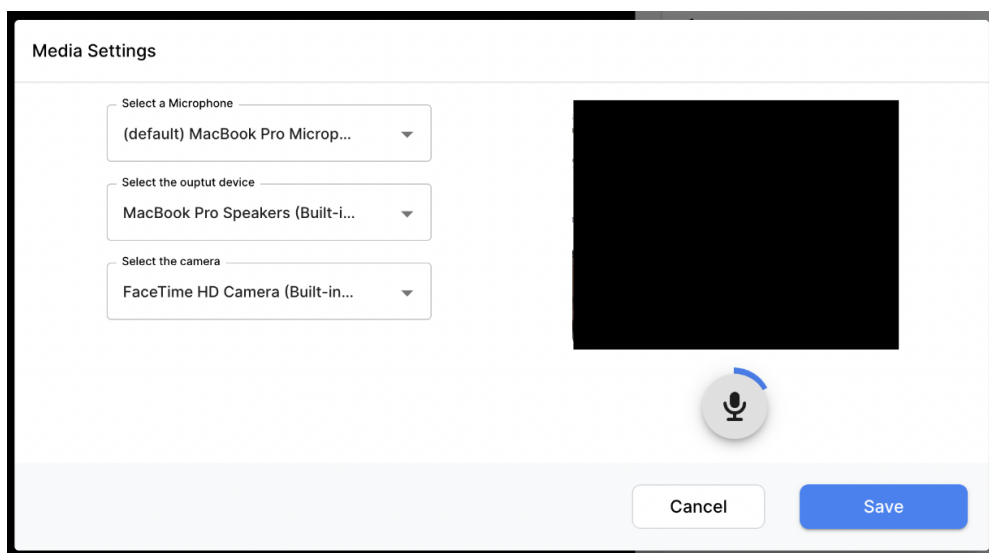 Media Settings
Select a Microphone
(default) MacBook Pro Microp...
Select the ouptut device
MacBook Pro Speakers (Built-i...
Select the camera
FaceTime HD Camera (Built-in...
Cancel
Save